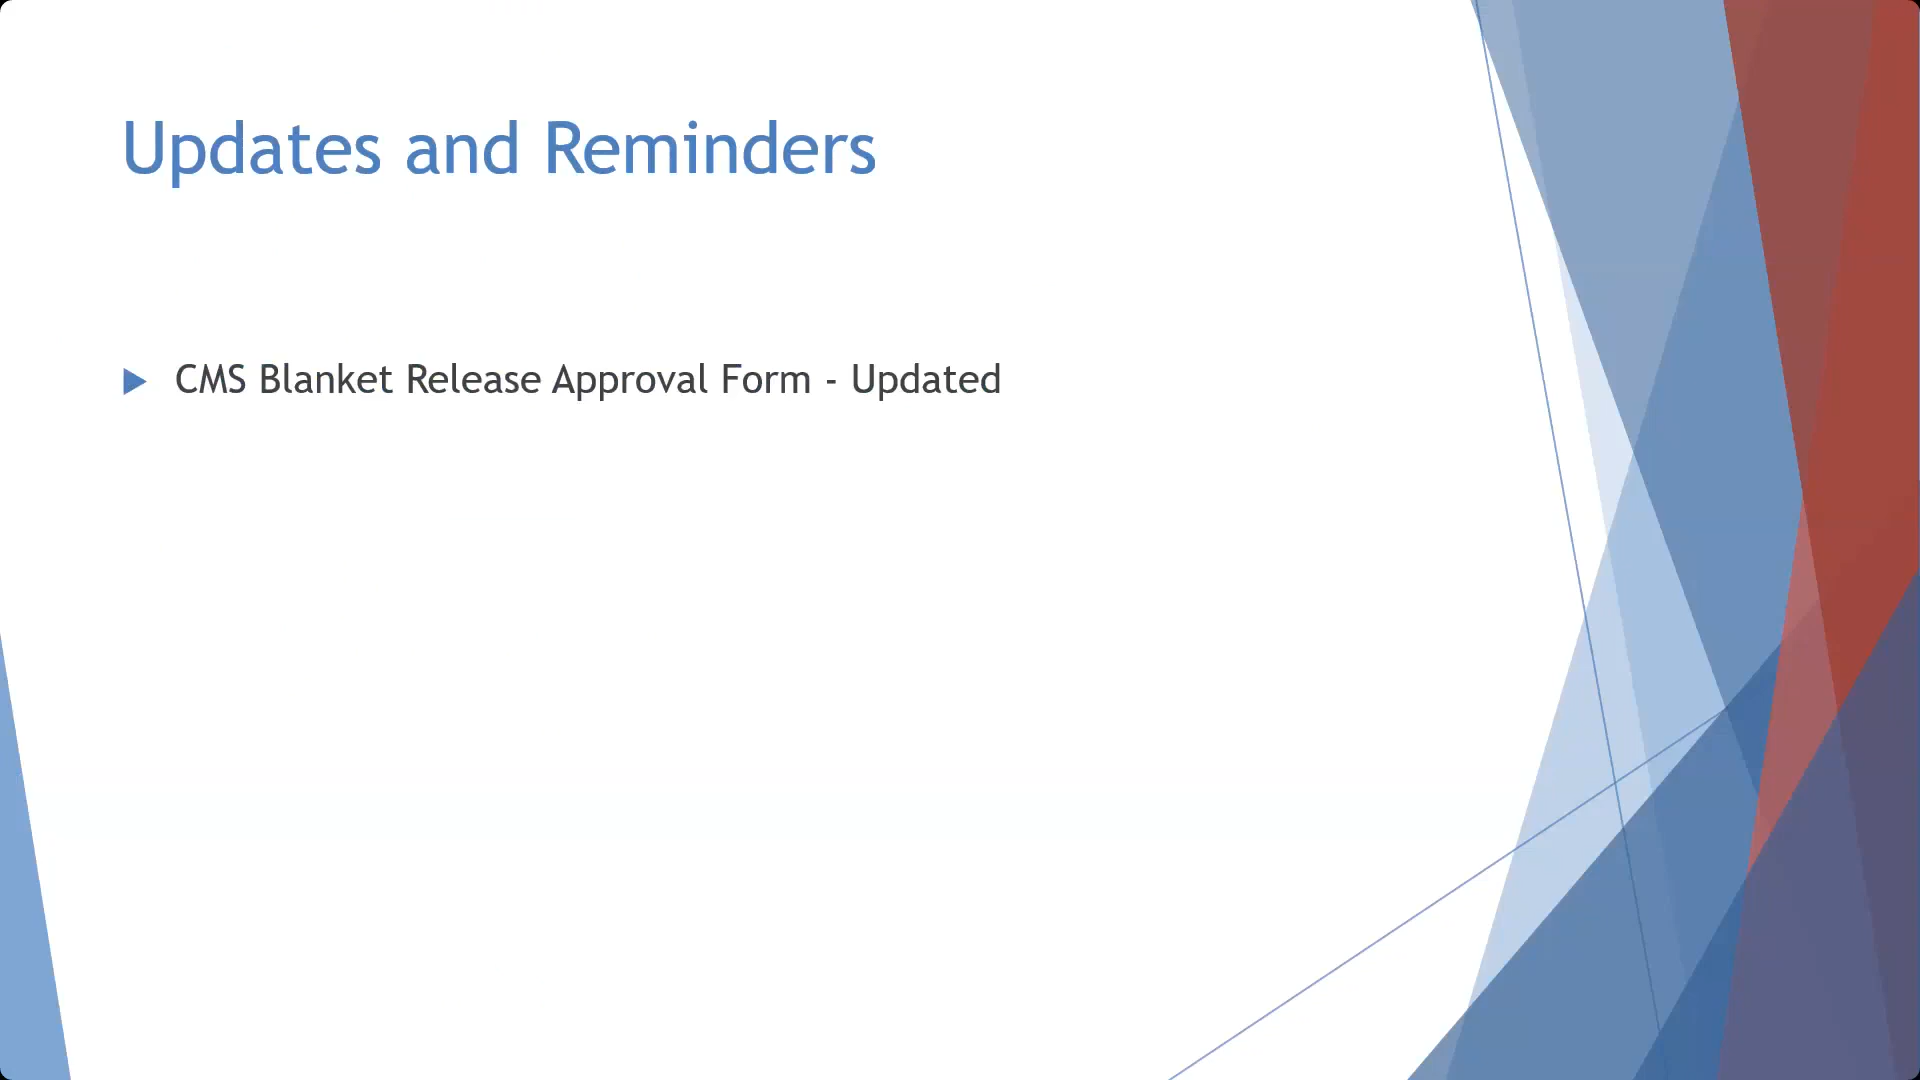 Updates and Reminders
CMS Blanket Release Approval Form - Updated